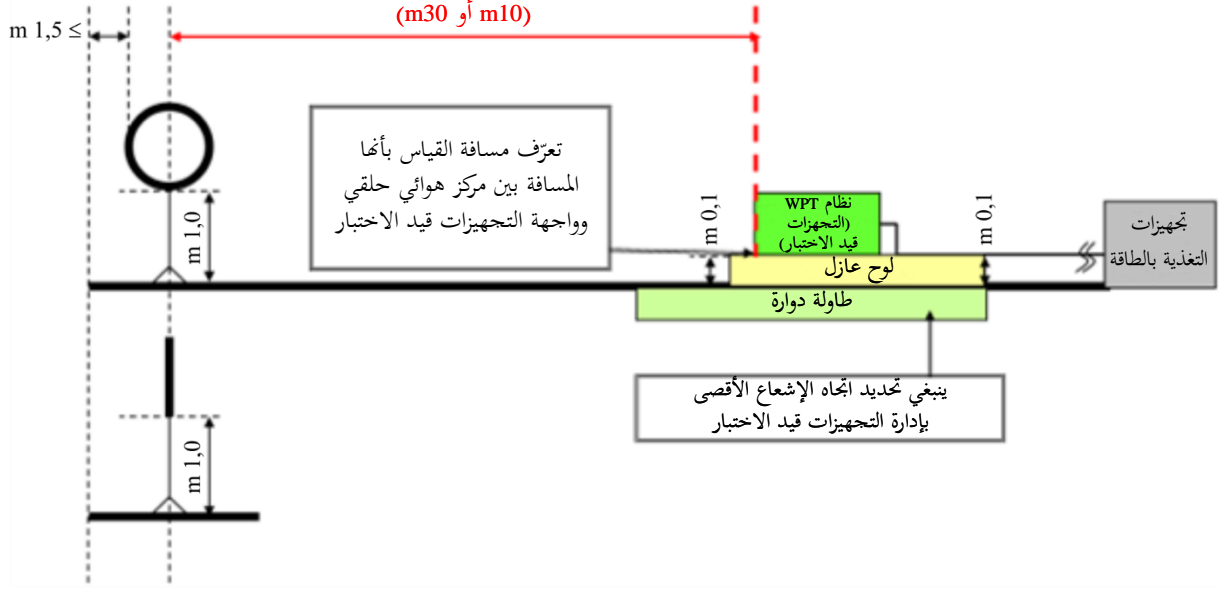 (m10 أو m30)
m 1,5 ≥
تعرّف مسافة القياس بأنها
المسافة بين مركز هوائي حلقي
وواجهة التجهيزات قيد الاختبار
نظام WPT
(التجهزات
قيد الاختبار)
m 0,1
m 0,1
تجهيزات
التغذية بالطاقة
لوح عازل
طاولة دوارة
m 1,0
ينبغي تحديد اتجاه الإشعاع الأقصى
بإدارة التجهيزات قيد الاختبار
m 1,0